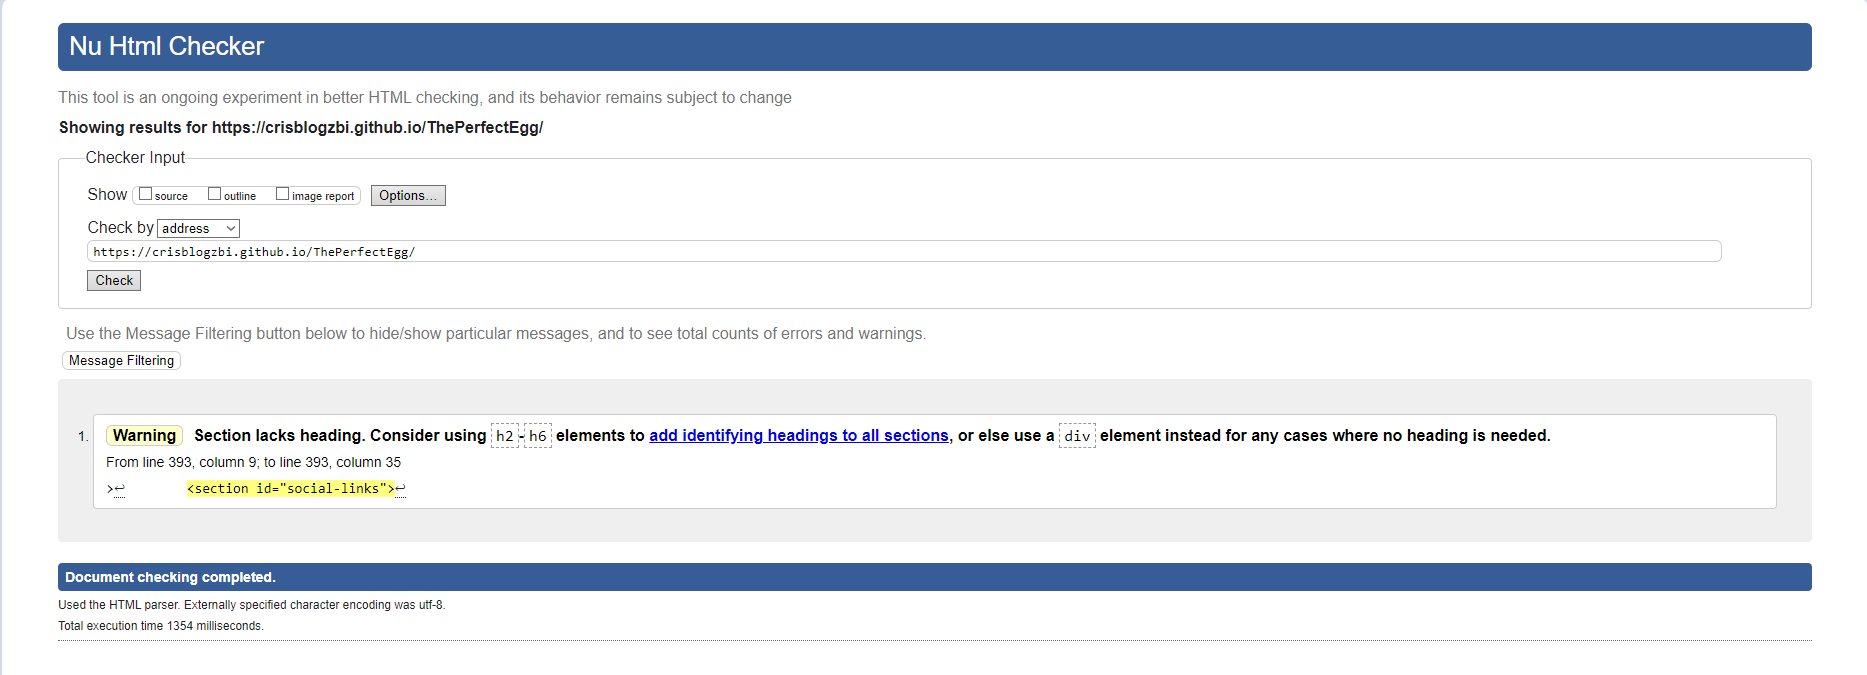 Nu Html Checker
This tool is an ongoing experiment in better HTML checking, and its behavior remains subject to change
Showing results for https://crisblogzbi.github.io/ThePerfectEgg/
Checker Input
Show source outline image report Options...
Check by address
https://crisblogzbi.github.io/ThePerfectEgg/
Check
Use the Message Filtering button below to hide/show particular messages, and to see total counts of errors and warnings.
Message Filtering
1. Warning Section lacks heading. Consider using h2-h6 elements to add identifying headings to all sections, or else use a div element instead for any cases where no heading is needed.
From line 393, column 9; to line 393, column 35
>↩ <section id="social-links">↩
Document checking completed.
Used the HTML parser. Externally specified character encoding was utf-8.
Total execution time 1354 milliseconds.